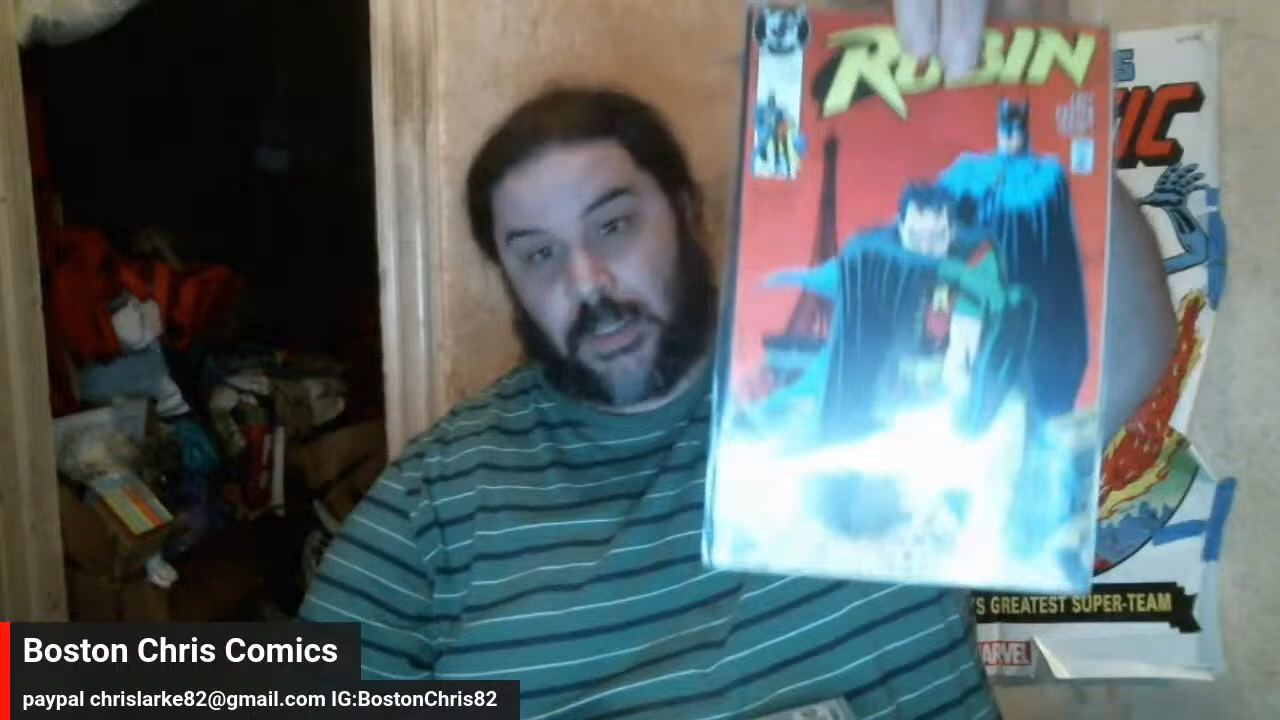 ROBIN
IC
'S GREATEST SUPER-TEAM
MARVEL
Boston Chris Comics
paypal chrislarke82@gmail.com IG:BostonChris82